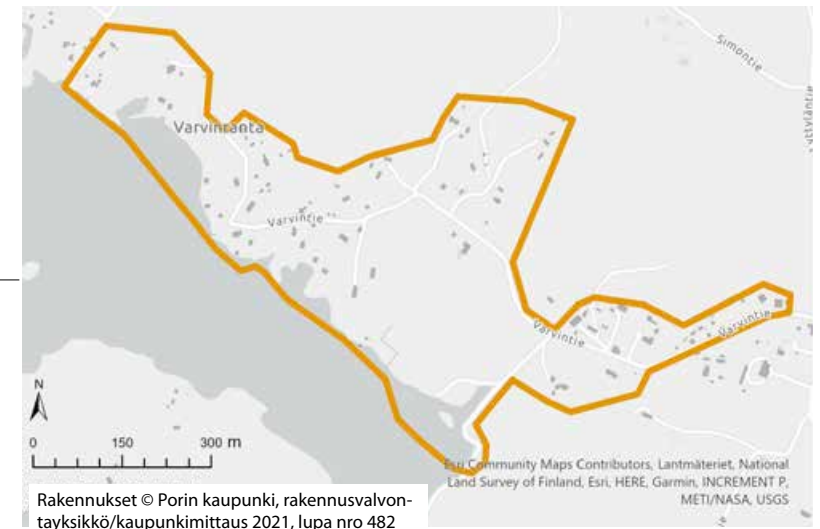 Simontie
yttyläntie
Varvinranta
Varvintie
Varvintie
Varvintie
N
0 150 300 m
Esri Community Maps Contributors, Lantmäteriet, National
Land Survey of Finland, Esri, HERE, Garmin, INCREMENT P,
METI/NASA, USGS
Rakennukset © Porin kaupunki, rakennusvalvon-
tayksikkö/kaupunkimittaus 2021, lupa nro 482